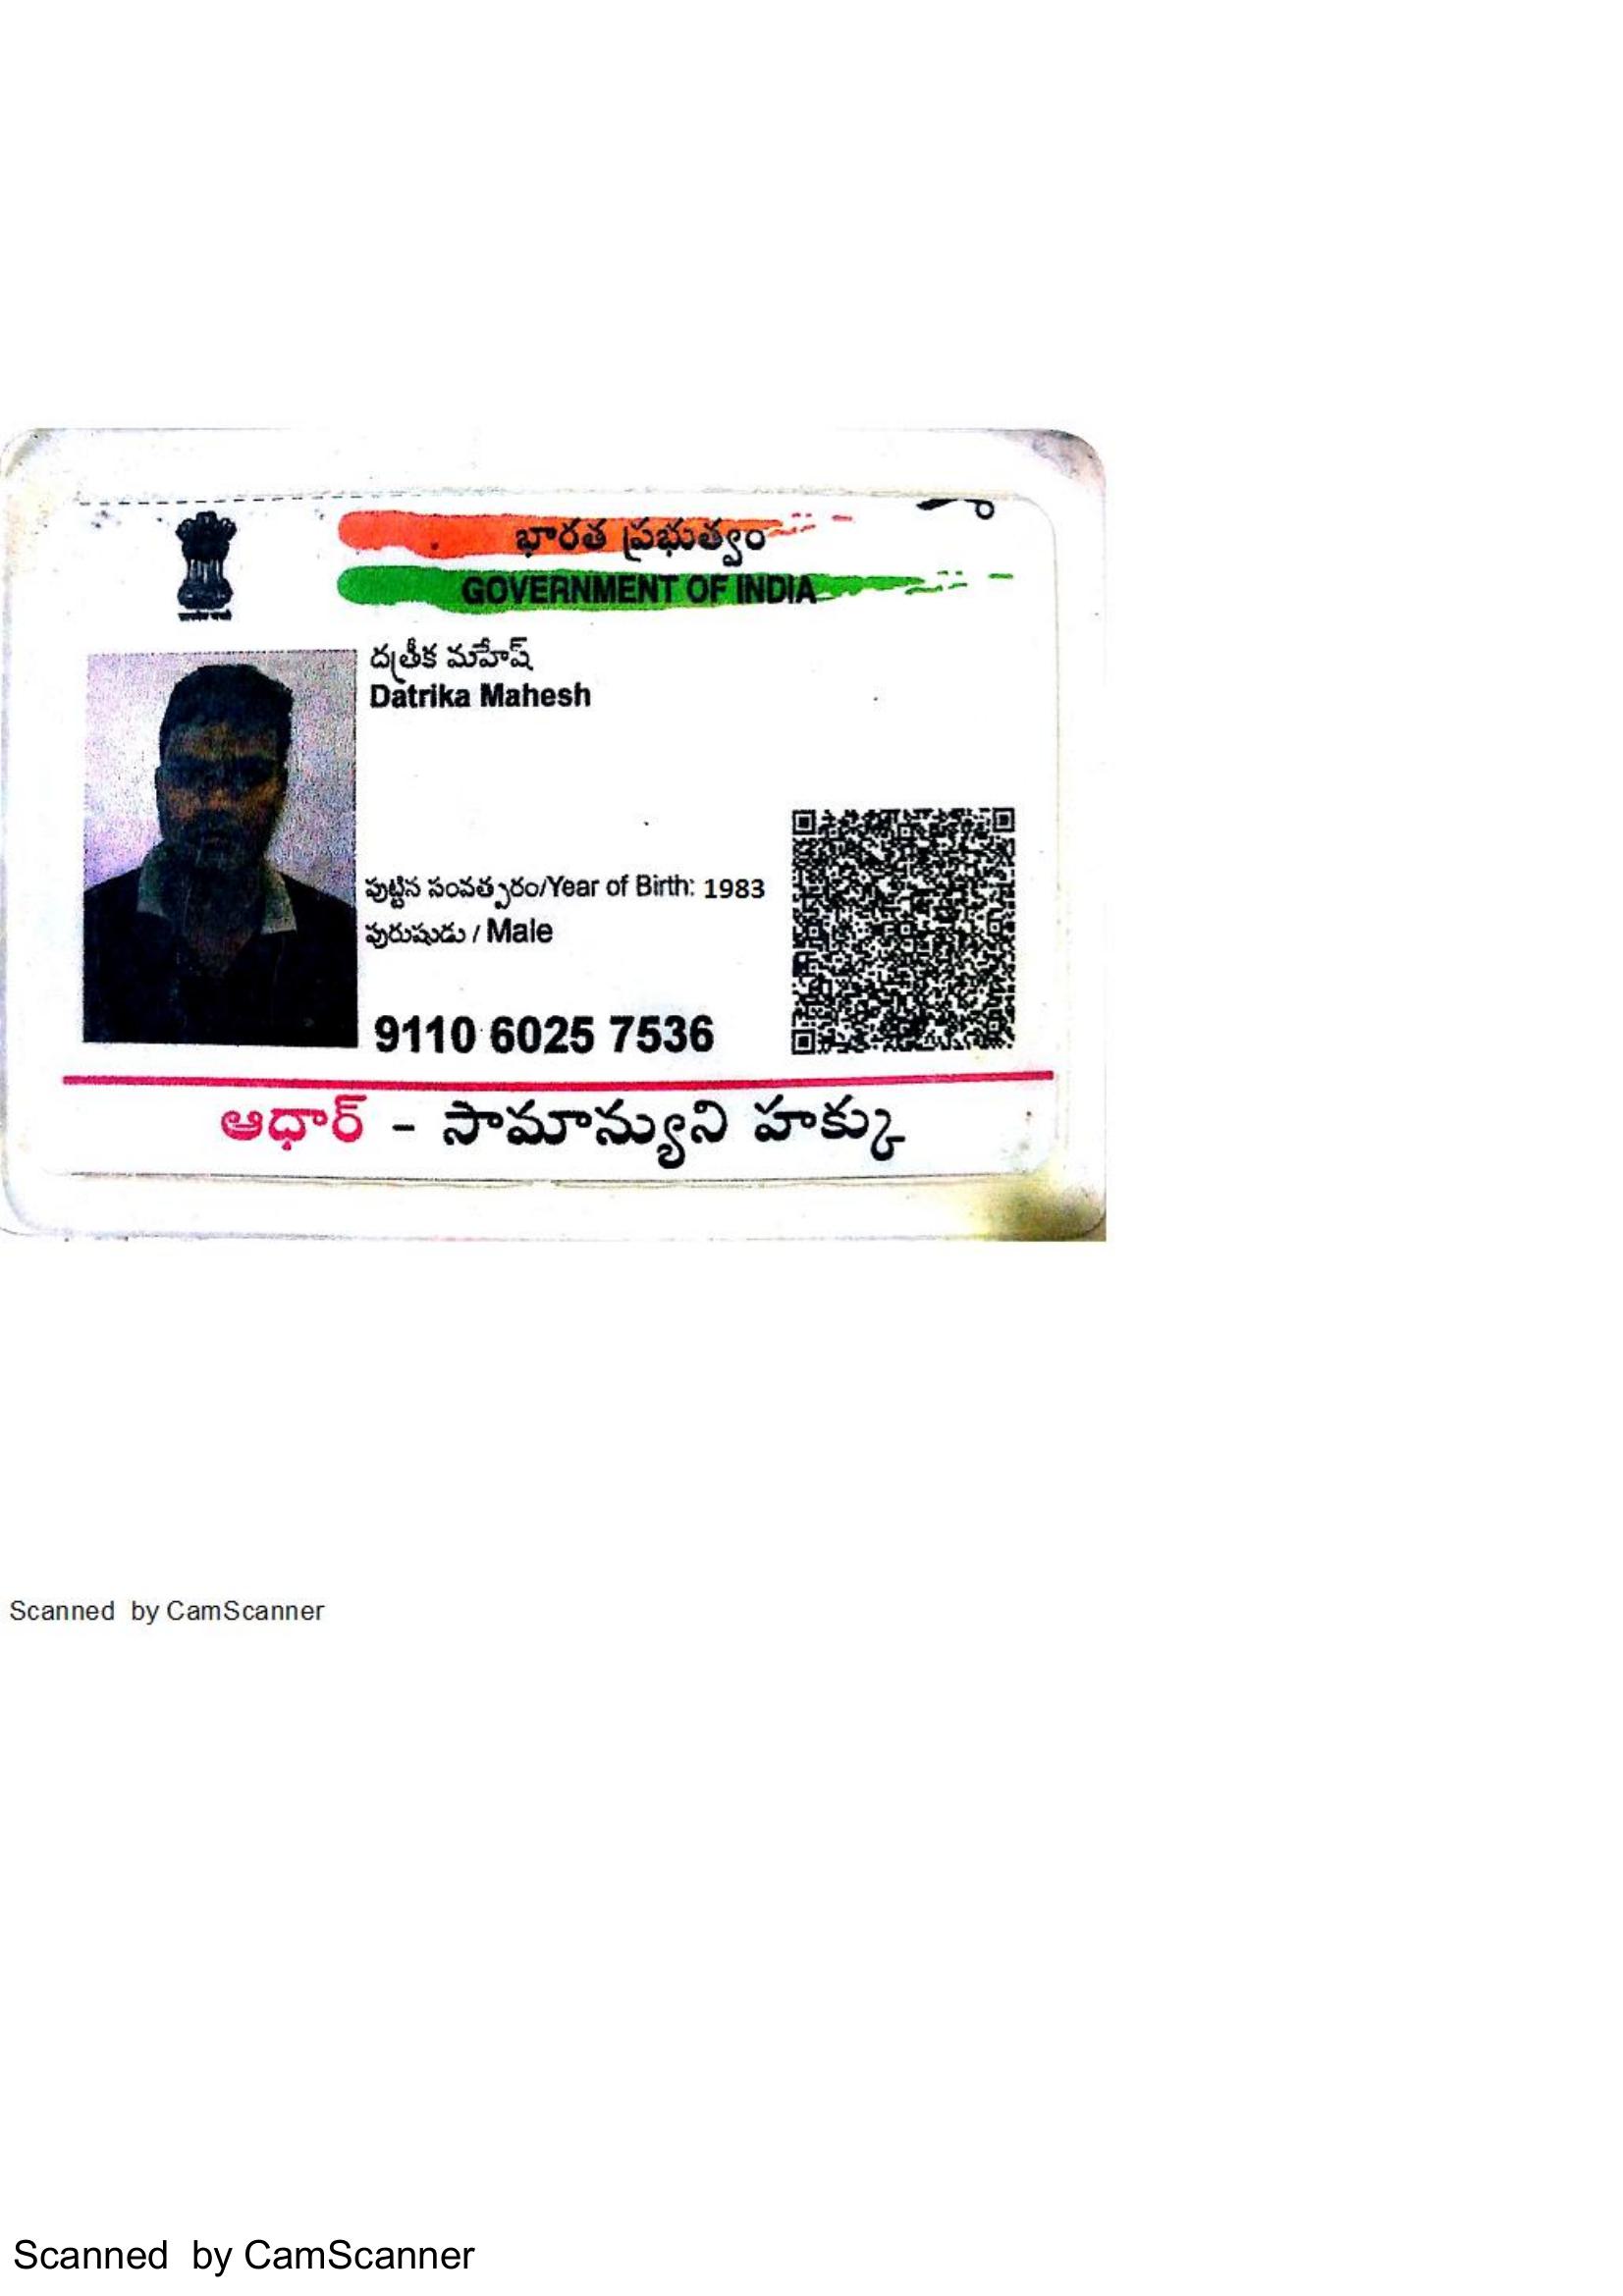 భారత ప్రభుత్వం
GOVERNMENT OF INDIA
దత్రీక మహేష్
Datrika Mahesh
పుట్టిన సంవత్సరం/Year of Birth: 1983
పురుషుడు / Male
9110 6025 7536
ఆధార్ - సామాన్యుని హక్కు
Scanned by CamScanner
Scanned by CamScanner